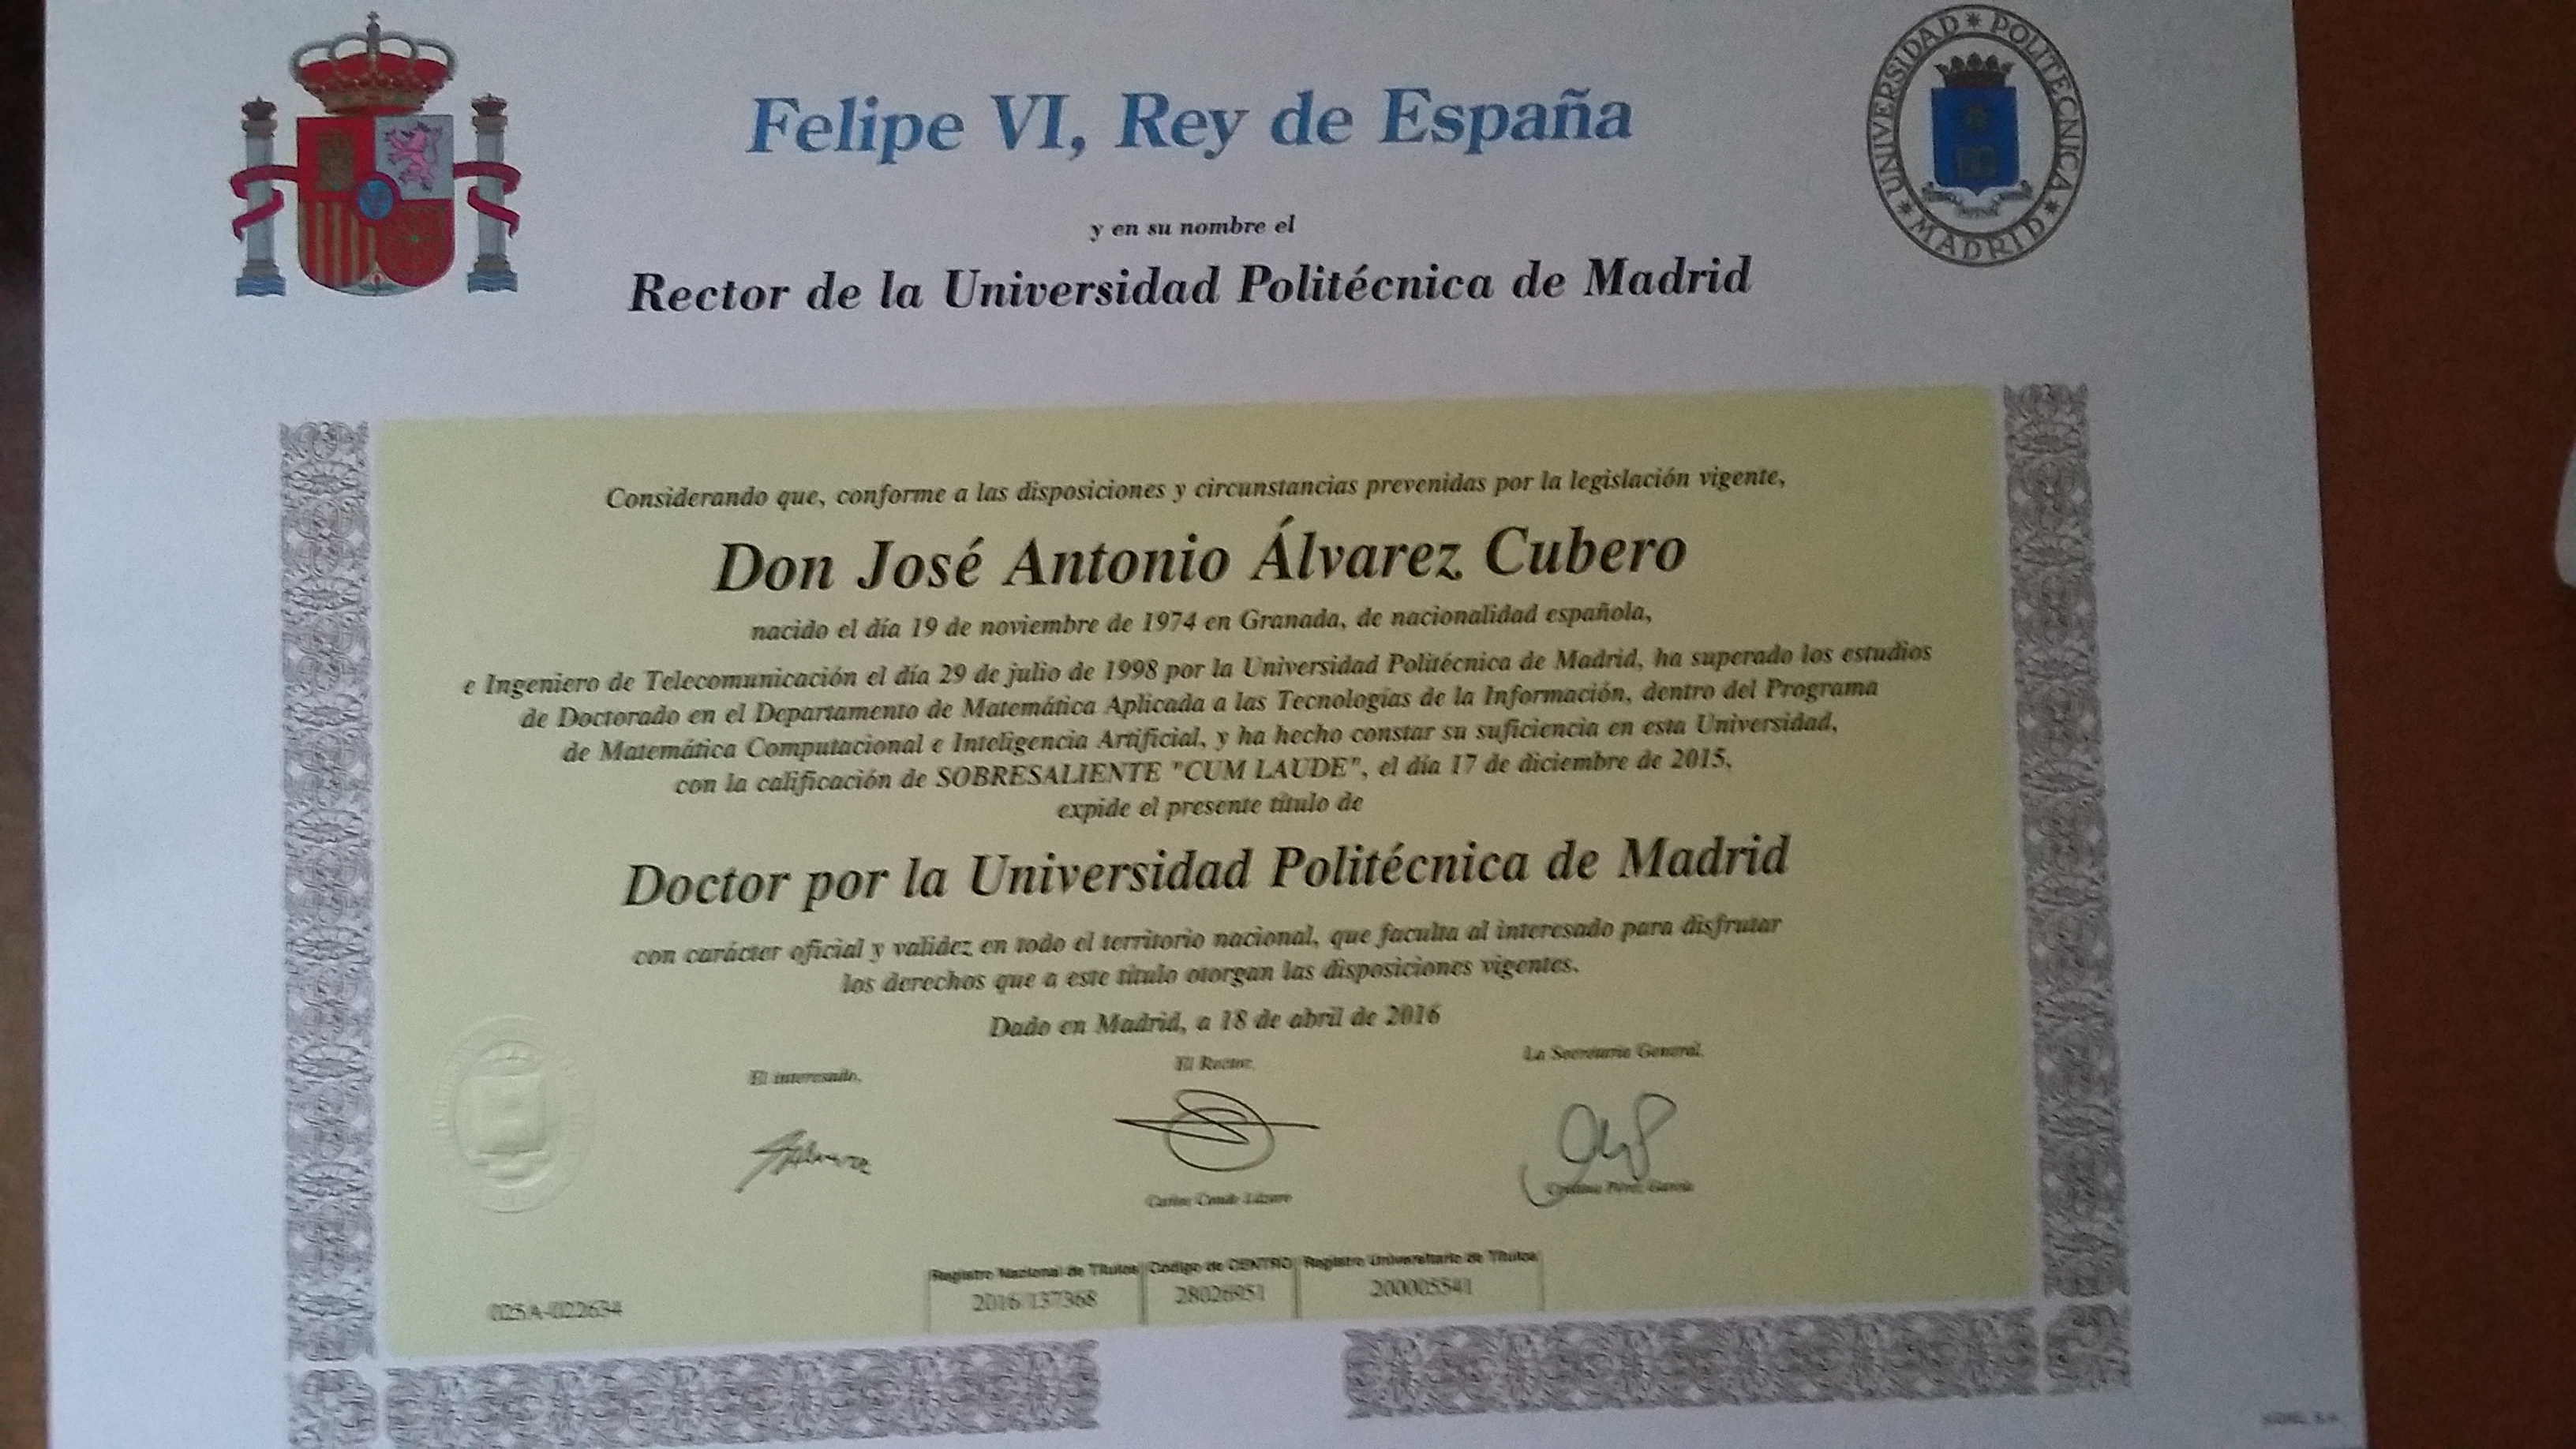 Felipe VI, Rey de España
y en su nombre el
Rector de la Universidad Politécnica de Madrid
UNIVERSIDAD * POLITÉCNICA * MADRID *
Considerando que, conforme a las disposiciones y circunstancias prevenidas por la legislación vigente,
Don José Antonio Álvarez Cubero
nacido el día 19 de noviembre de 1974 en Granada, de nacionalidad española,
e Ingeniero de Telecomunicación el día 29 de julio de 1998 por la Universidad Politécnica de Madrid, ha superado los estudios
de Doctorado en el Departamento de Matemática Aplicada a las Tecnologías de la Información, dentro del Programa
de Matemática Computacional e Inteligencia Artificial, y ha hecho constar su suficiencia en esta Universidad,
con la calificación de SOBRESALIENTE "CUM LAUDE", el día 17 de diciembre de 2015,
expide el presente título de
Doctor por la Universidad Politécnica de Madrid
con carácter oficial y validez en todo el territorio nacional, que faculta al interesado para disfrutar
los derechos que a este título otorgan las disposiciones vigentes.
Dado en Madrid, a 18 de abril de 2016
El interesado,
El Rector,
La Secretaria General,
Registro Nacional de Títulos
Código de CENTRO
Registro Universitario de Títulos
2016/137368
28026951
025A-022634